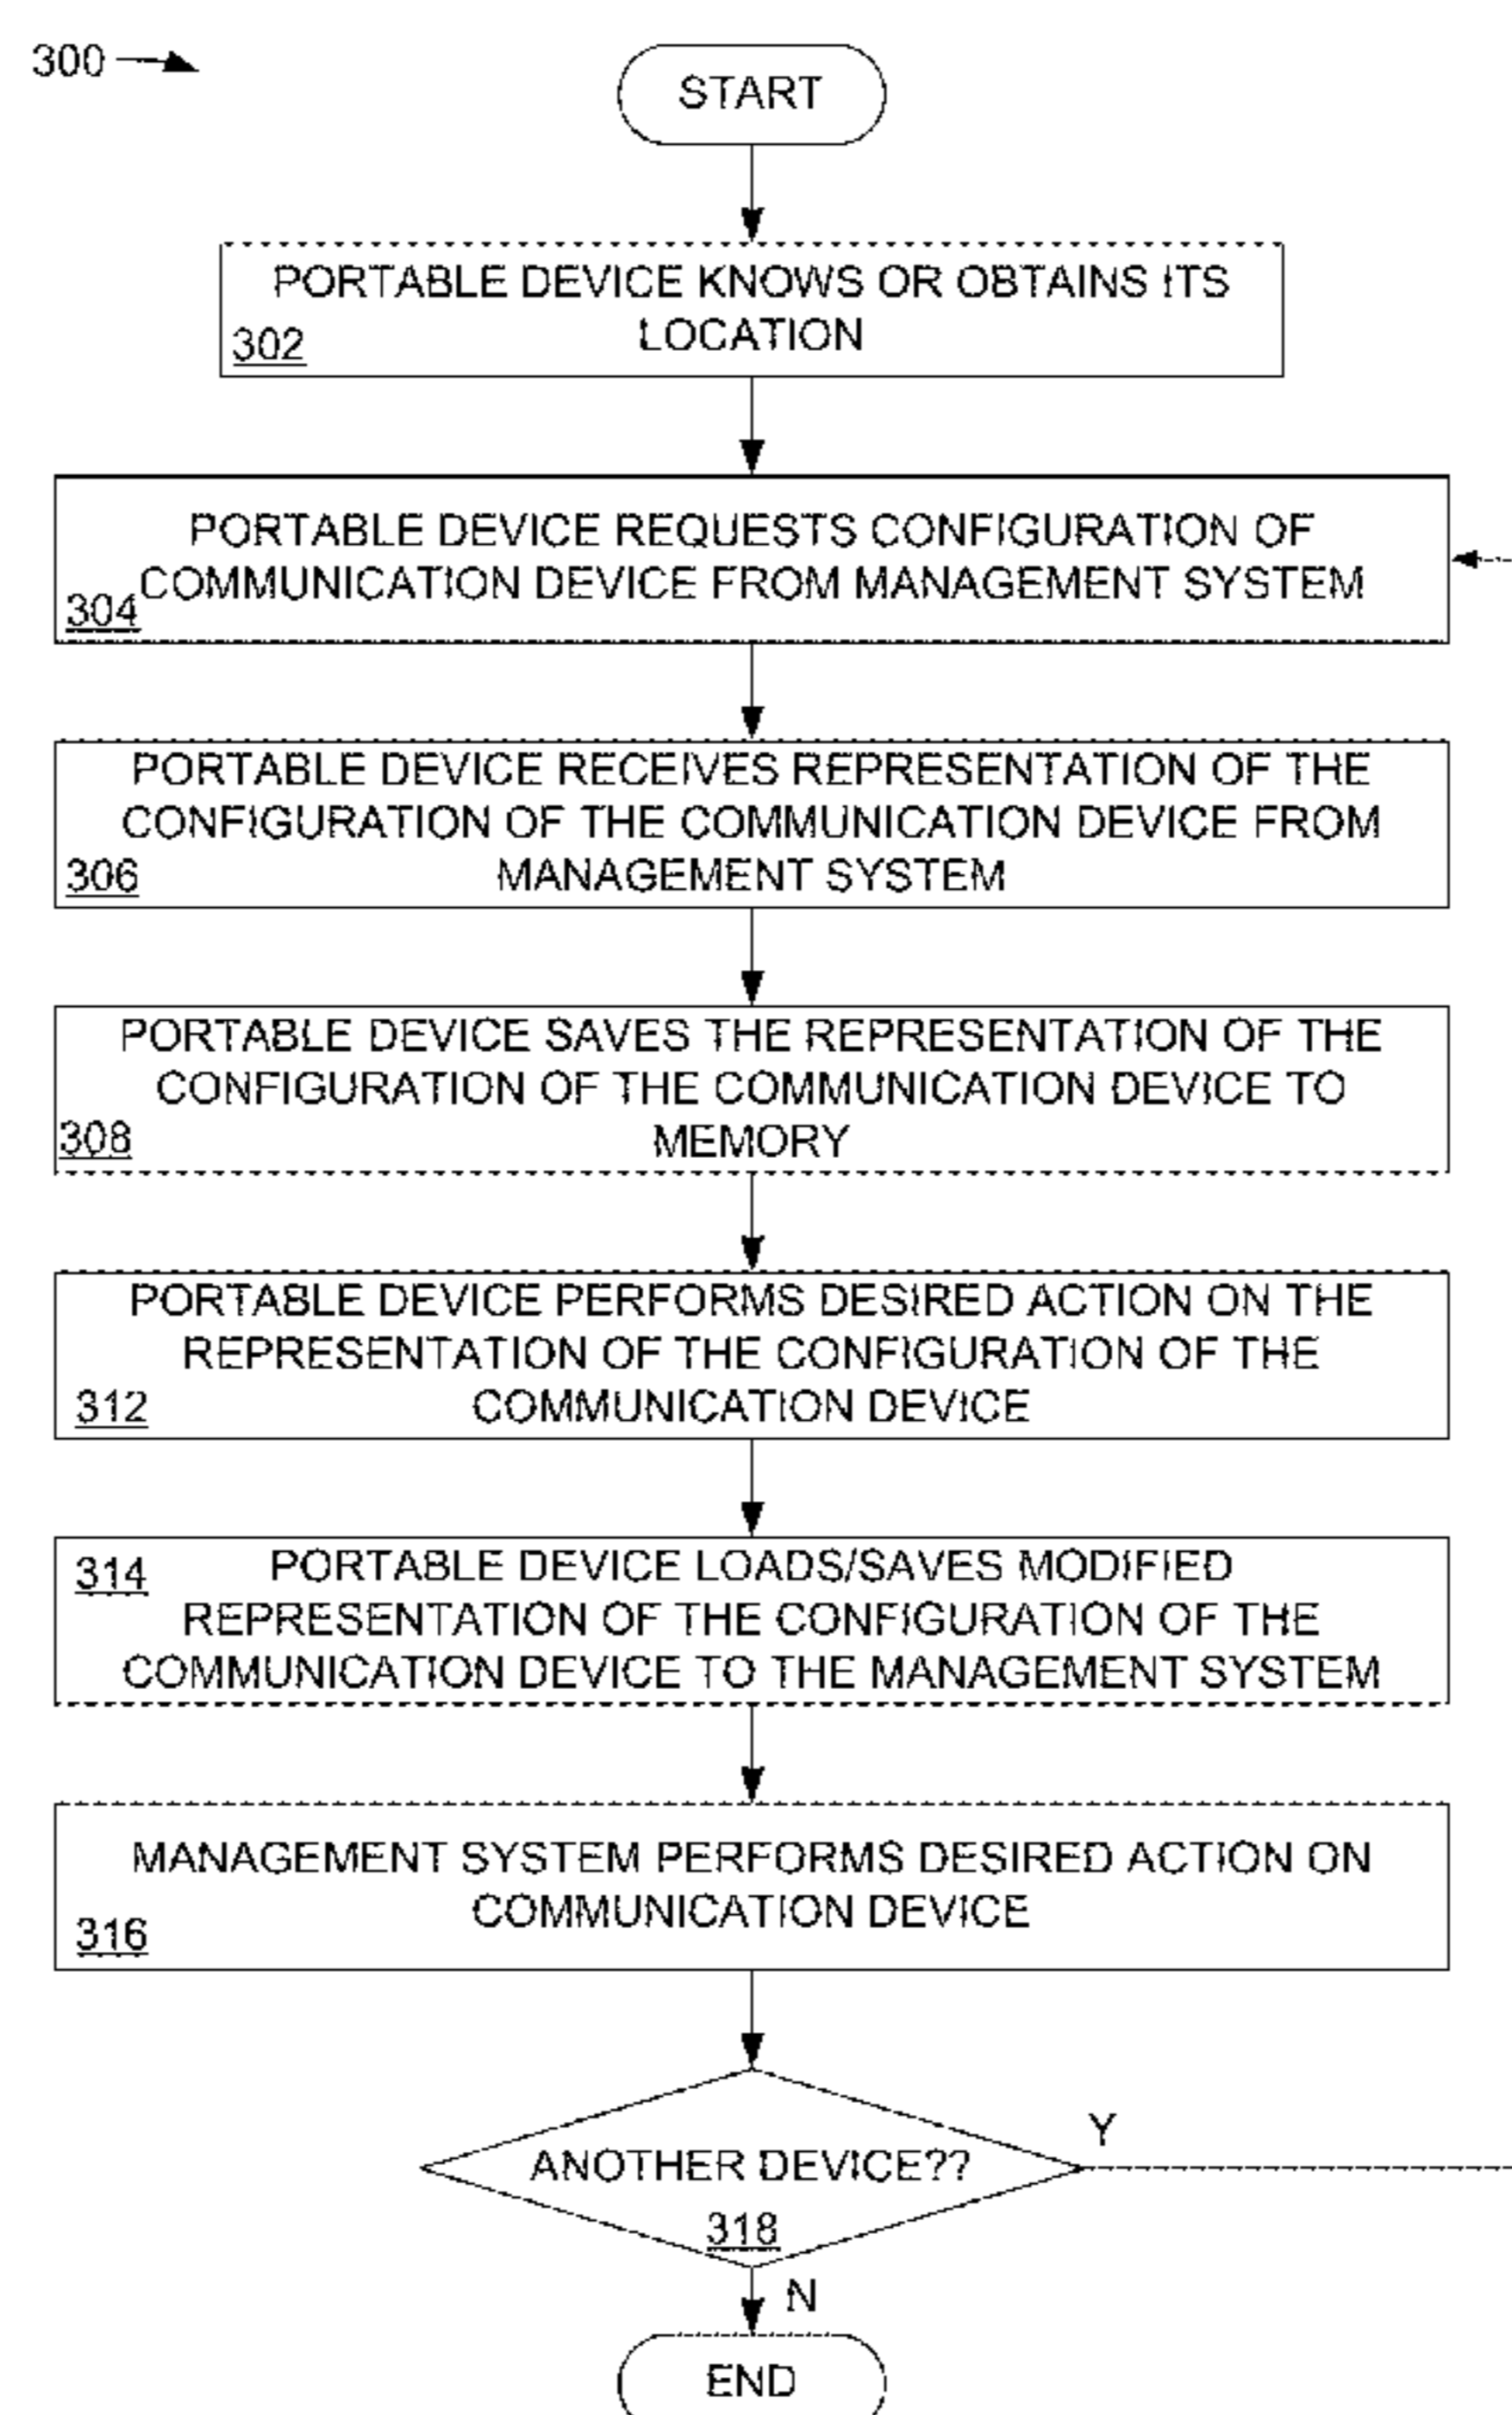 300
START
PORTABLE DEVICE KNOWS OR OBTAINS ITS
LOCATION
302
PORTABLE DEVICE REQUESTS CONFIGURATION OF
COMMUNICATION DEVICE FROM MANAGEMENT SYSTEM
304
PORTABLE DEVICE RECEIVES REPRESENTATION OF THE
CONFIGURATION OF THE COMMUNICATION DEVICE FROM
MANAGEMENT SYSTEM
306
PORTABLE DEVICE SAVES THE REPRESENTATION OF THE
CONFIGURATION OF THE COMMUNICATION DEVICE TO
MEMORY
308
PORTABLE DEVICE PERFORMS DESIRED ACTION ON THE
REPRESENTATION OF THE CONFIGURATION OF THE
COMMUNICATION DEVICE
312
314
PORTABLE DEVICE LOADS/SAVES MODIFIED
REPRESENTATION OF THE CONFIGURATION OF THE
COMMUNICATION DEVICE TO THE MANAGEMENT SYSTEM
MANAGEMENT SYSTEM PERFORMS DESIRED ACTION ON
COMMUNICATION DEVICE
316
Y
ANOTHER DEVICE??
318
N
END